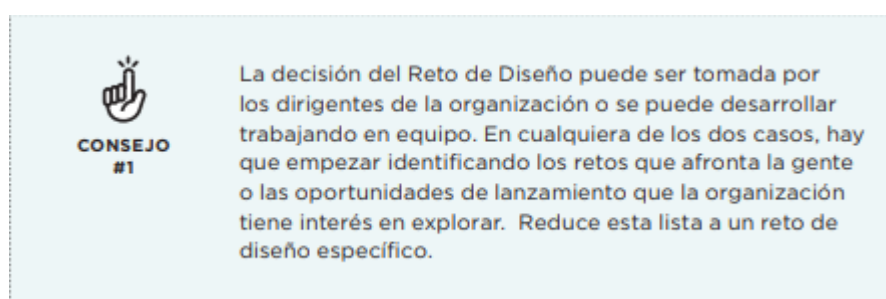 CONSEJO
#1
La decisión del Reto de Diseño puede ser tomada por
los dirigentes de la organización o se puede desarrollar
trabajando en equipo. En cualquiera de los dos casos, hay
que empezar identificando los retos que afronta la gente
o las oportunidades de lanzamiento que la organización
tiene interés en explorar.  Reduce esta lista a un reto de
diseño específico.